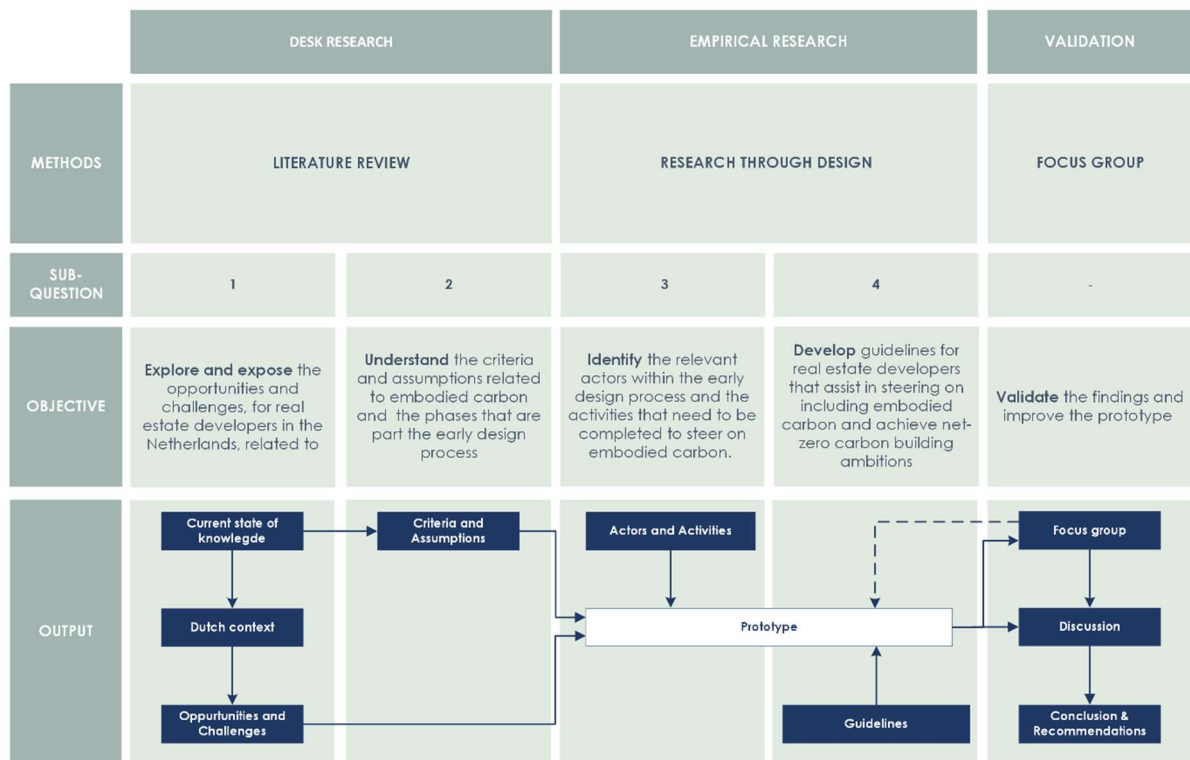 DESK RESEARCH
EMPIRICAL RESEARCH
VALIDATION
METHODS
LITERATURE REVIEW
RESEARCH THROUGH DESIGN
FOCUS GROUP
SUB-
QUESTION
1
2
3
4
-
OBJECTIVE
Explore and expose the
opportunities and
challenges, for real
estate developers in the
Netherlands, related to
Understand the criteria
and assumptions related
to embodied carbon
and the phases that are
part the early design
process
Identify the relevant
actors within the early
design process and the
activities that need to be
completed to steer on
embodied carbon.
Develop guidelines for
real estate developers
that assist in steering on
including embodied
carbon and achieve net-
zero carbon building
ambitions
Validate the findings and
improve the prototype
OUTPUT
Current state of
knowlegde
Criteria and
Assumptions
Actors and Activities
Focus group
Dutch context
Prototype
Discussion
Oppurtunities and
Challenges
Guidelines
Conclusion &
Recommendations